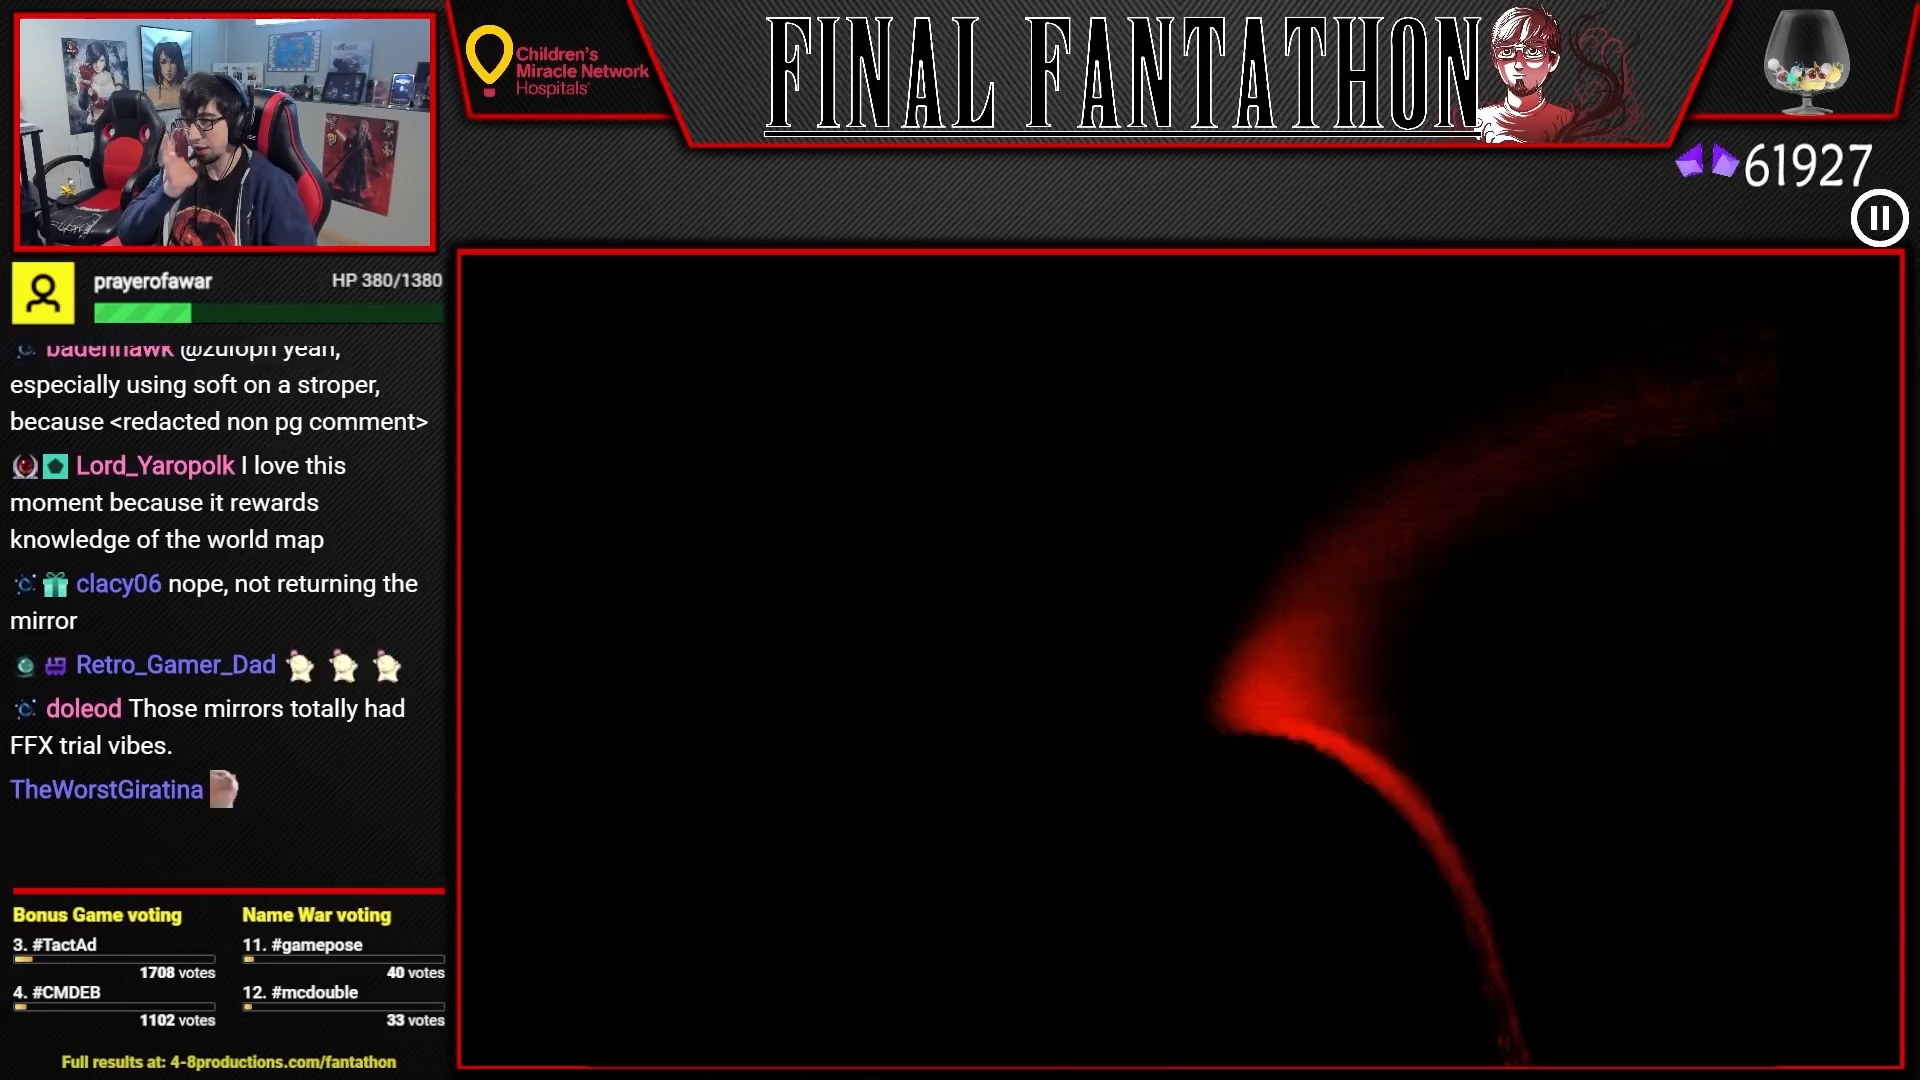 Children's
Miracle Network
Hospitals
FINAL FANTATHON
61927
prayerofawar
HP 380/1380
badenhawk @zuloph yeah,
especially using soft on a stroper,
because <redacted non pg comment>
Lord_Yaropolk I love this
moment because it rewards
knowledge of the world map
clacy06 nope, not returning the
mirror
Retro_Gamer_Dad
doleod Those mirrors totally had
FFX trial vibes.
TheWorstGiratina
Bonus Game voting
3. #TactAd
1708 votes
4. #CMDEB
1102 votes
Name War voting
11. #gamepose
40 votes
12. #mcdouble
33 votes
Full results at: 4-8productions.com/fantathon